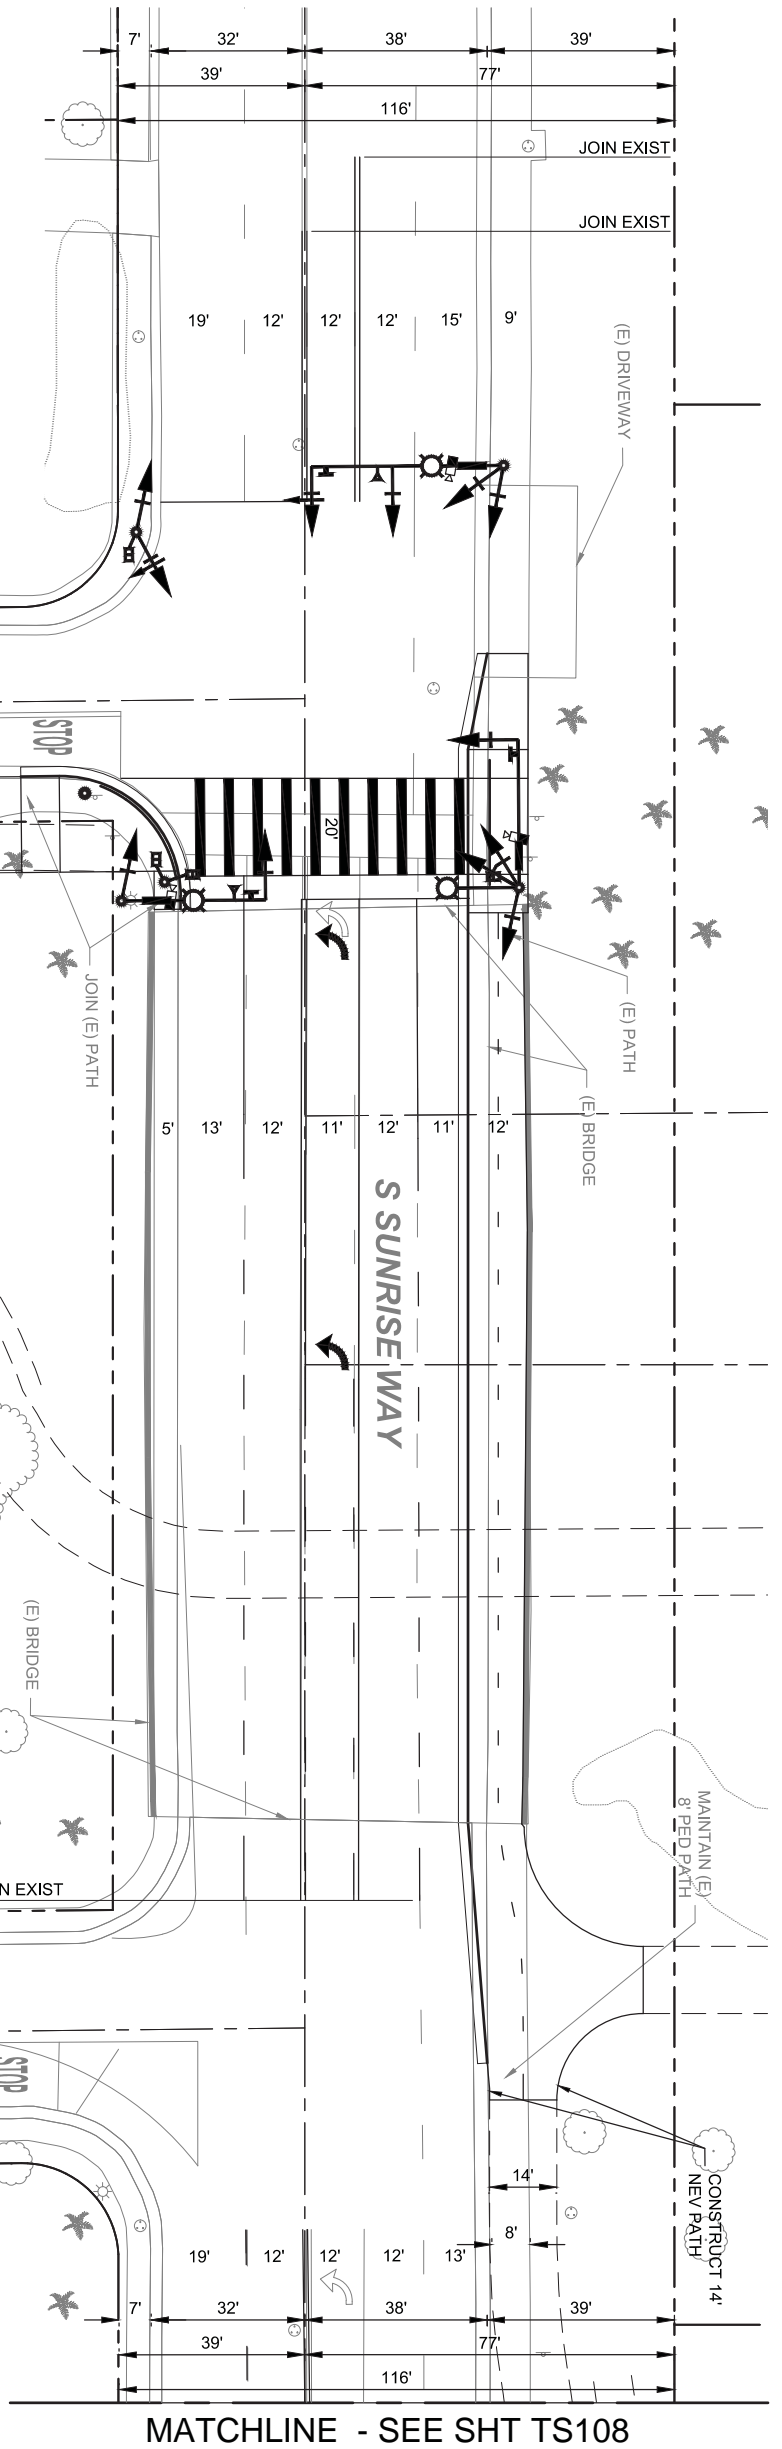 7' 32' 38' 39'
39' 77'
116'
JOIN EXIST
JOIN EXIST
19' 12' 12' 12' 15' 9'
(E) DRIVEWAY
STOP
20'
JOIN (E) PATH
(E) PATH
(E) BRIDGE
5' 13' 12' 11' 12' 11' 12'
S SUNRISE WAY
(E) BRIDGE
MAINTAIN (E)
8' PED PATH
N EXIST
STOP
CONSTRUCT 14'
NEV PATH
14'
8'
19' 12' 12' 12' 13'
7' 32' 38' 39'
39' 77'
116'
MATCHLINE - SEE SHT TS108